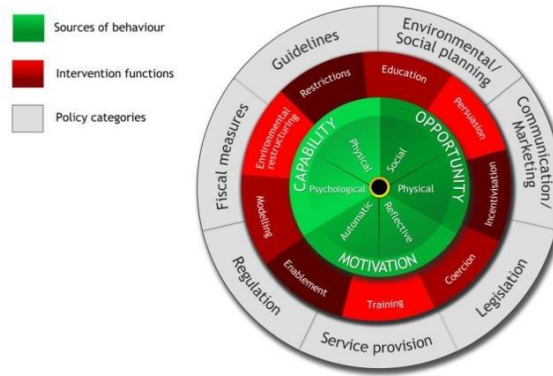 Sources of behaviour
Intervention functions
Policy categories
Guidelines
Environmental/
Social planning
Communication/
Marketing
Legislation
Service provision
Regulation
Fiscal measures
Restrictions
Education
Persuasion
Incentivisation
Coercion
Training
Enablement
Modelling
Environmental
restructuring
CAPABILITY
OPPORTUNITY
MOTIVATION
Physical
Social
Psychological
Physical
Automatic
Reflective